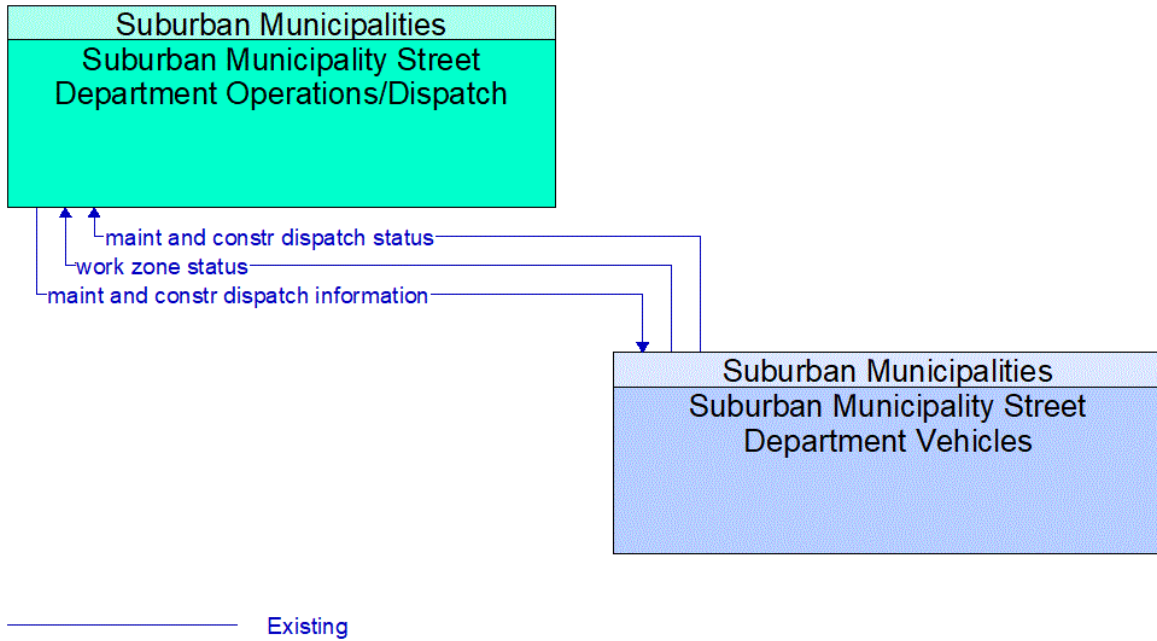 Suburban Municipalities
Suburban Municipality Street
Department Operations/Dispatch
maint and constr dispatch status
work zone status
maint and constr dispatch information
Suburban Municipalities
Suburban Municipality Street
Department Vehicles
Existing